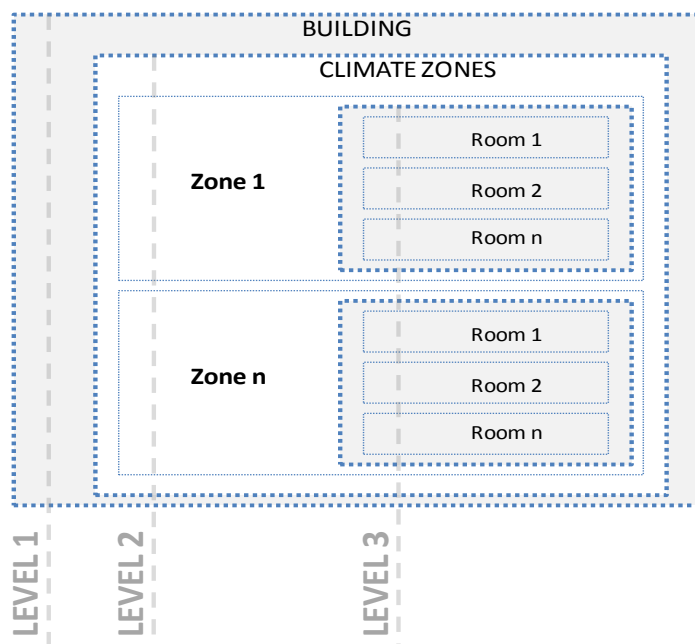 BUILDING
CLIMATE ZONES
Zone 1
Room 1
Room 2
Room n
Zone n
Room 1
Room 2
Room n
LEVEL 1
LEVEL 2
LEVEL 3